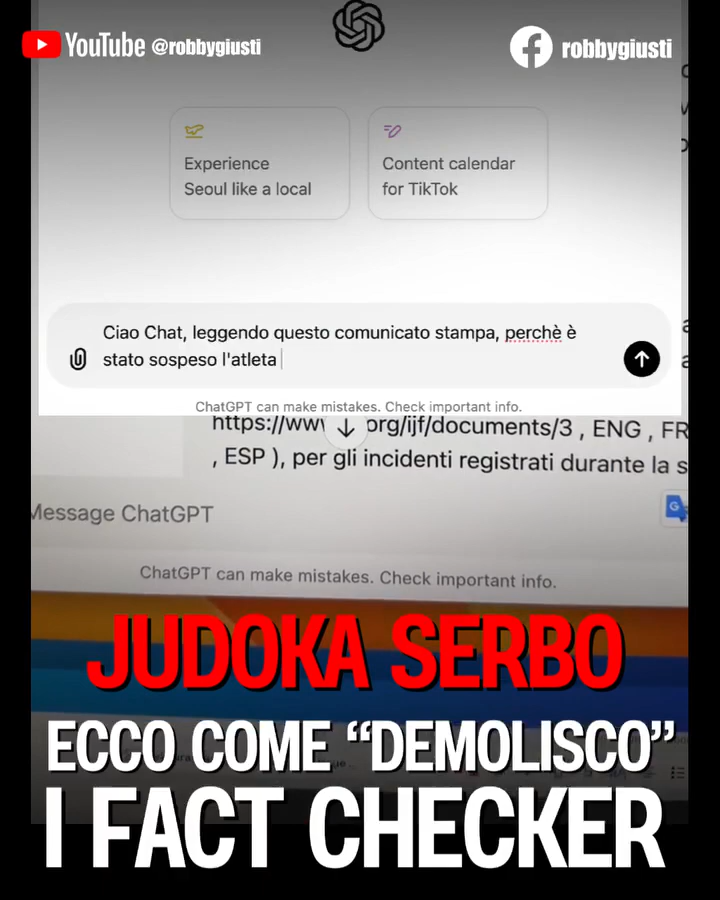 YouTube @robbygiusti
robbygiusti
Experience
Seoul like a local
Content calendar
for TikTok
Ciao Chat, leggendo questo comunicato stampa, perchè è
stato sospeso l'atleta
ChatGPT can make mistakes. Check important info.
https://www org/ijf/documents/3 , ENG , FR
, ESP ), per gli incidenti registrati durante la s
Message ChatGPT
ChatGPT can make mistakes. Check important info.
JUDOKA SERBO
ECCO COME “DEMOLISCO”
I FACT CHECKER